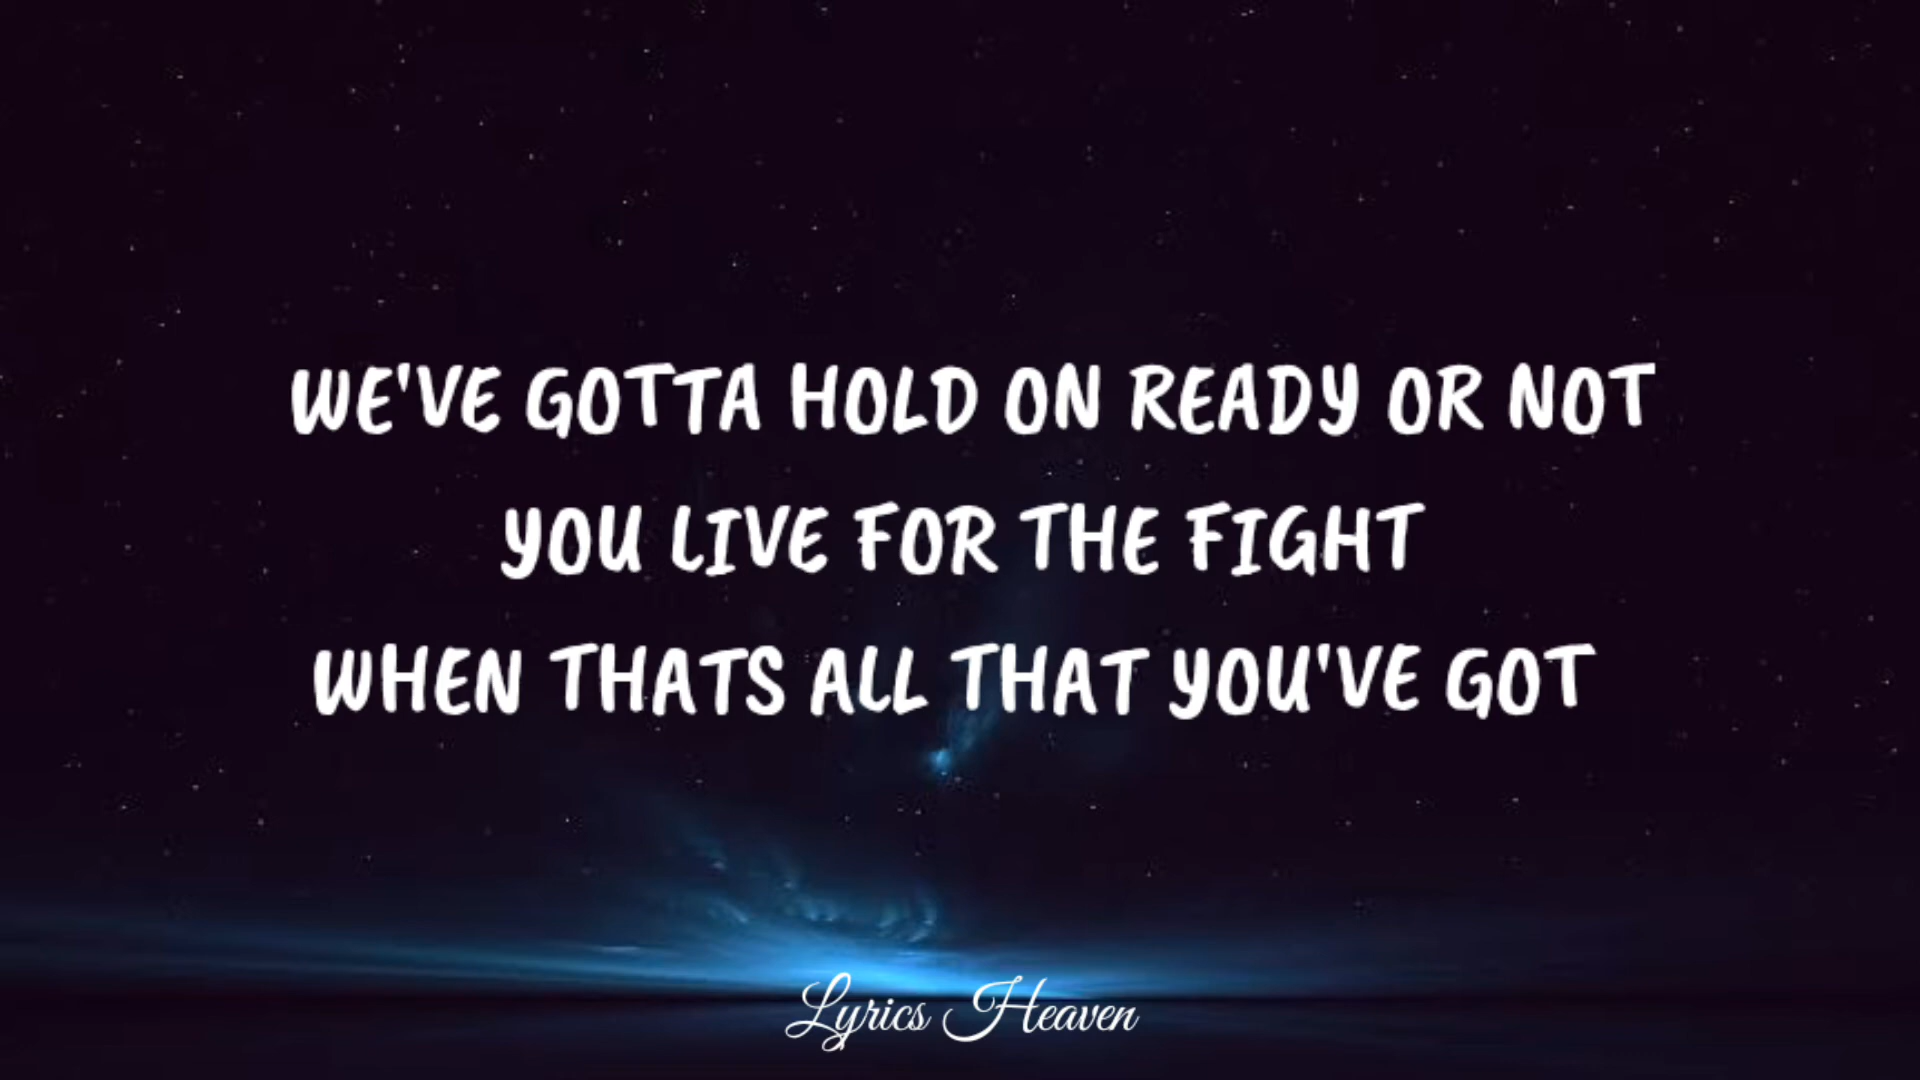 WE'VE GOTTA HOLD ON READY OR NOT
YOU LIVE FOR THE FIGHT
WHEN THATS ALL THAT YOU'VE GOT
Lyrics Heaven